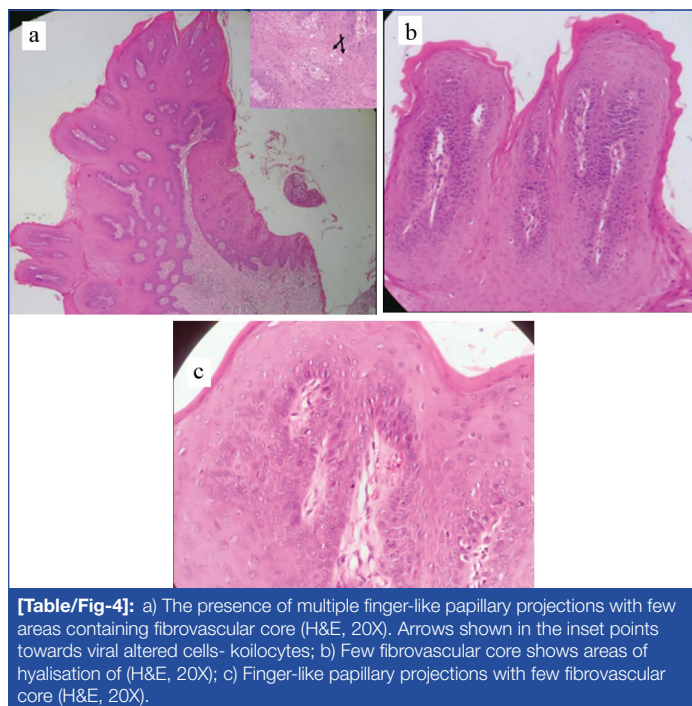 a
b
c
[Table/Fig-4]: a) The presence of multiple finger-like papillary projections with few
areas containing fibrovascular core (H&E, 20X). Arrows shown in the inset points
towards viral altered cells- koilocytes; b) Few fibrovascular core shows areas of
hyalisation of (H&E, 20X); c) Finger-like papillary projections with few fibrovascular
core (H&E, 20X).